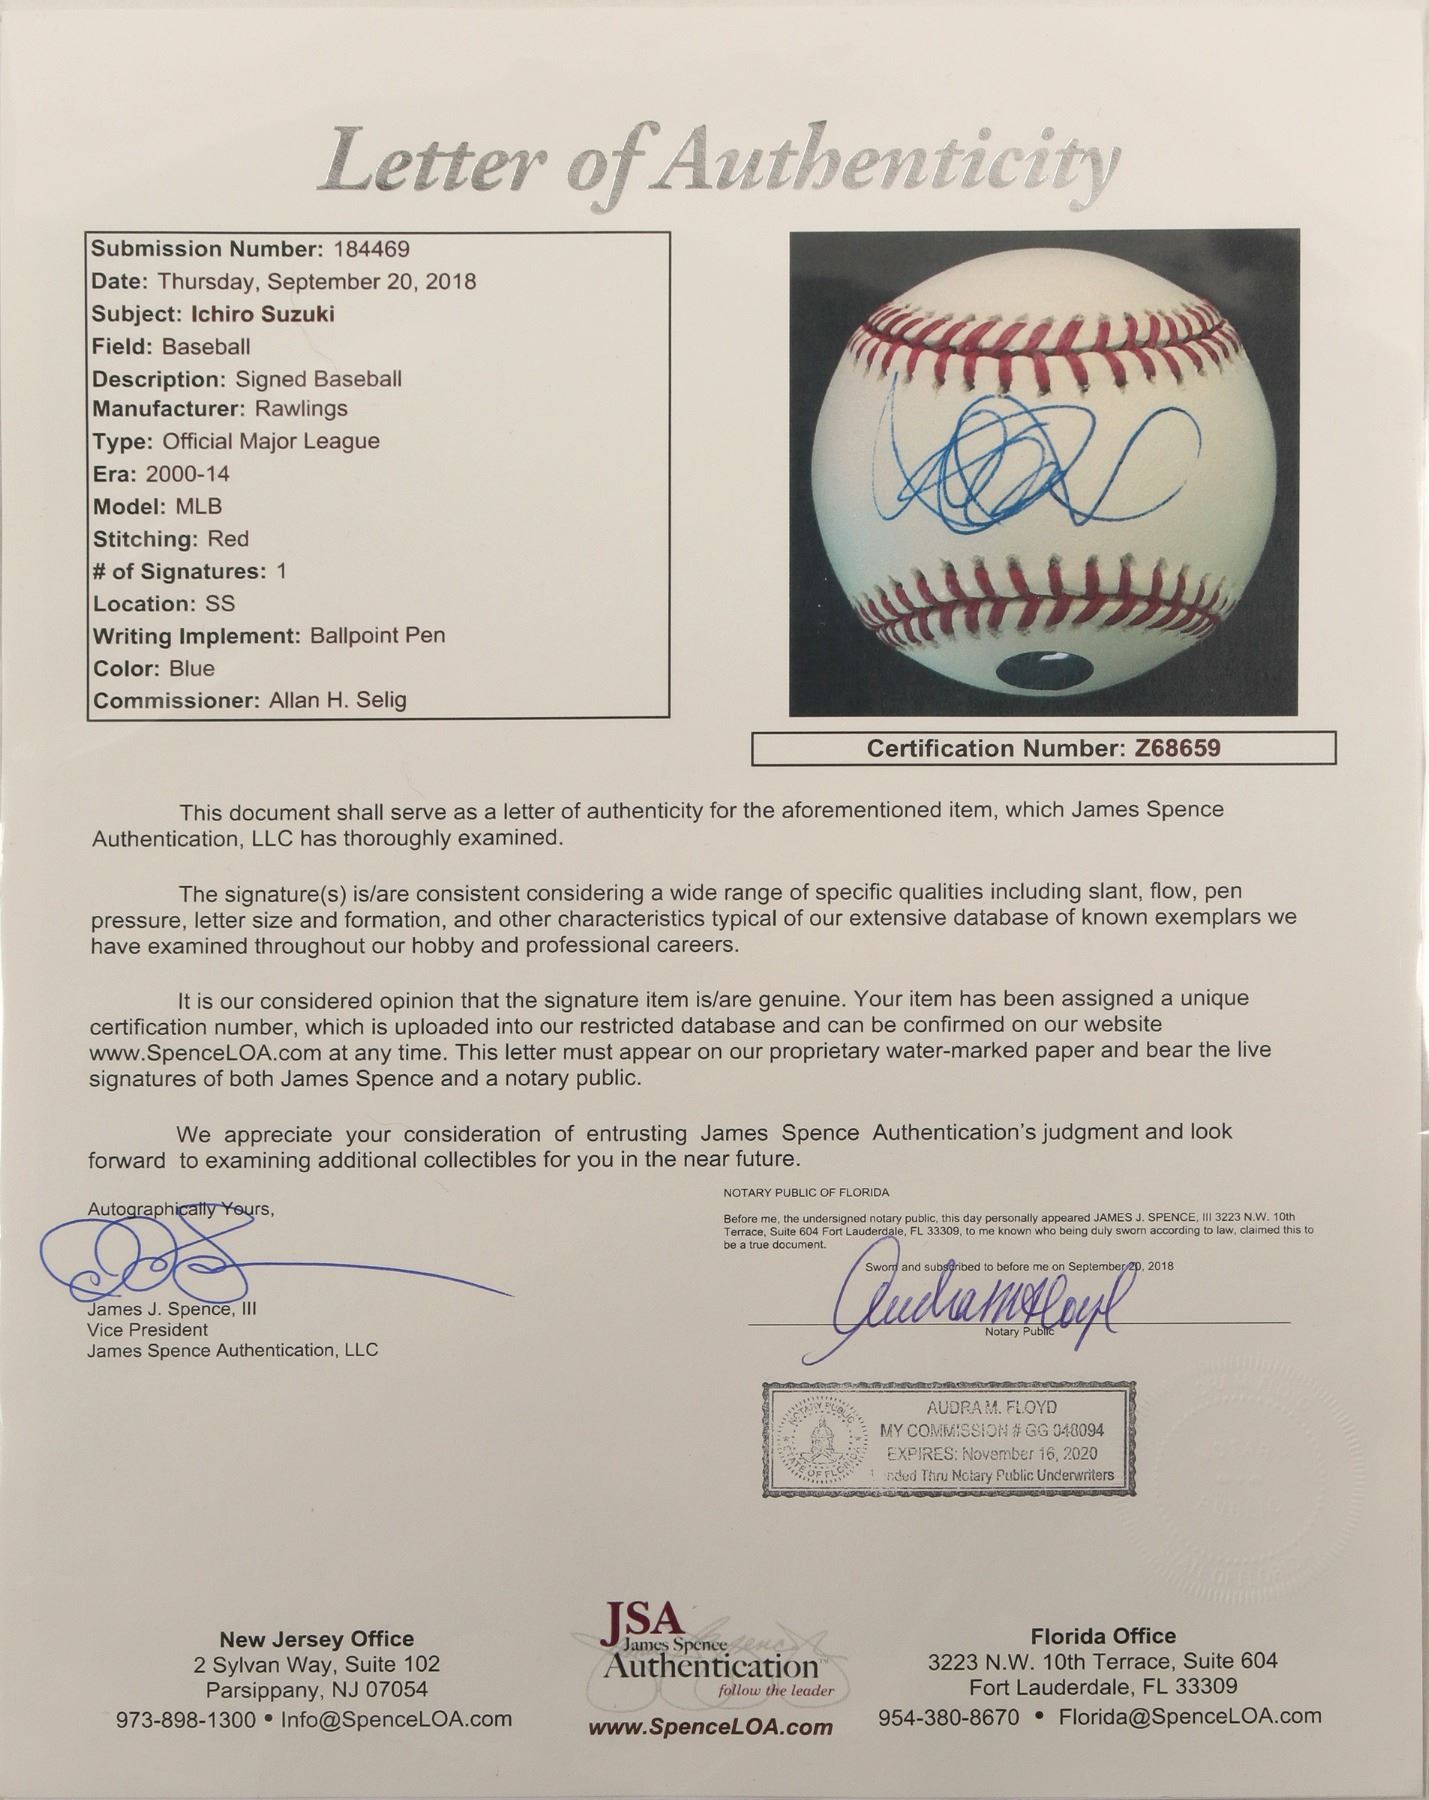 Letter of Authenticity
Submission Number: 184469
Date: Thursday, September 20, 2018
Subject: Ichiro Suzuki
Field: Baseball
Description: Signed Baseball
Manufacturer: Rawlings
Type: Official Major League
Era: 2000-14
Model: MLB
Stitching: Red
# of Signatures: 1
Location: SS
Writing Implement: Ballpoint Pen
Color: Blue
Commissioner: Allan H. Selig
Certification Number: Z68659
This document shall serve as a letter of authenticity for the aforementioned item, which James Spence
Authentication, LLC has thoroughly examined.
The signature(s) is/are consistent considering a wide range of specific qualities including slant, flow, pen
pressure, letter size and formation, and other characteristics typical of our extensive database of known exemplars we
have examined throughout our hobby and professional careers.
It is our considered opinion that the signature item is/are genuine. Your item has been assigned a unique
certification number, which is uploaded into our restricted database and can be confirmed on our website
www.SpenceLOA.com at any time. This letter must appear on our proprietary water-marked paper and bear the live
signatures of both James Spence and a notary public.
We appreciate your consideration of entrusting James Spence Authentication's judgment and look
forward to examining additional collectibles for you in the near future.
Autographically Yours,
James J. Spence, III
Vice President
James Spence Authentication, LLC
NOTARY PUBLIC OF FLORIDA
Before me, the undersigned notary public, this day personally appeared JAMES J. SPENCE, III 3223 N.W. 10th
Terrace, Suite 604 Fort Lauderdale, FL 33309, to me known who being duly sworn according to law, claimed this to
be a true document.
Sworn and subscribed to before me on September 20, 2018
Audra M Floyd
Notary Public
NOTARY PUBLIC
STATE OF FLORIDA
AUDRA M. FLOYD
MY COMMISSION # GG 048094
EXPIRES: November 16, 2020
nded Thru Notary Public Underwriters
New Jersey Office
2 Sylvan Way, Suite 102
Parsippany, NJ 07054
973-898-1300 • Info@SpenceLOA.com
JSA
James Spence
Authentication™
follow the leader
www.SpenceLOA.com
Florida Office
3223 N.W. 10th Terrace, Suite 604
Fort Lauderdale, FL 33309
954-380-8670 • Florida@SpenceLOA.com